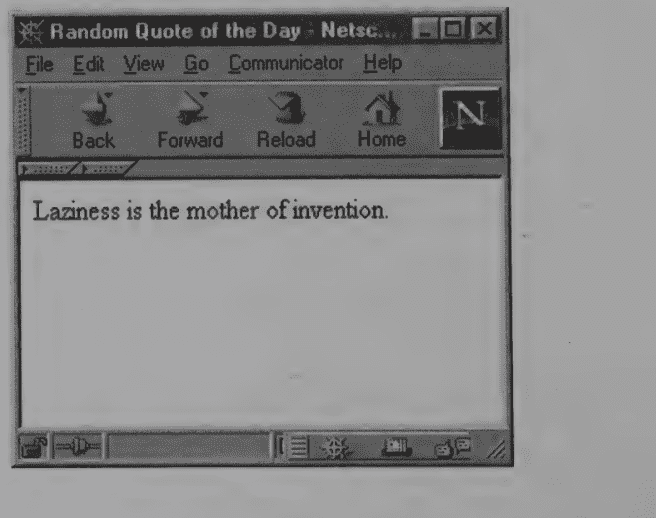 Random Quote of the Day - Netsc...
File Edit View Go Communicator Help
Back Forward Reload Home
N
Laziness is the mother of invention.